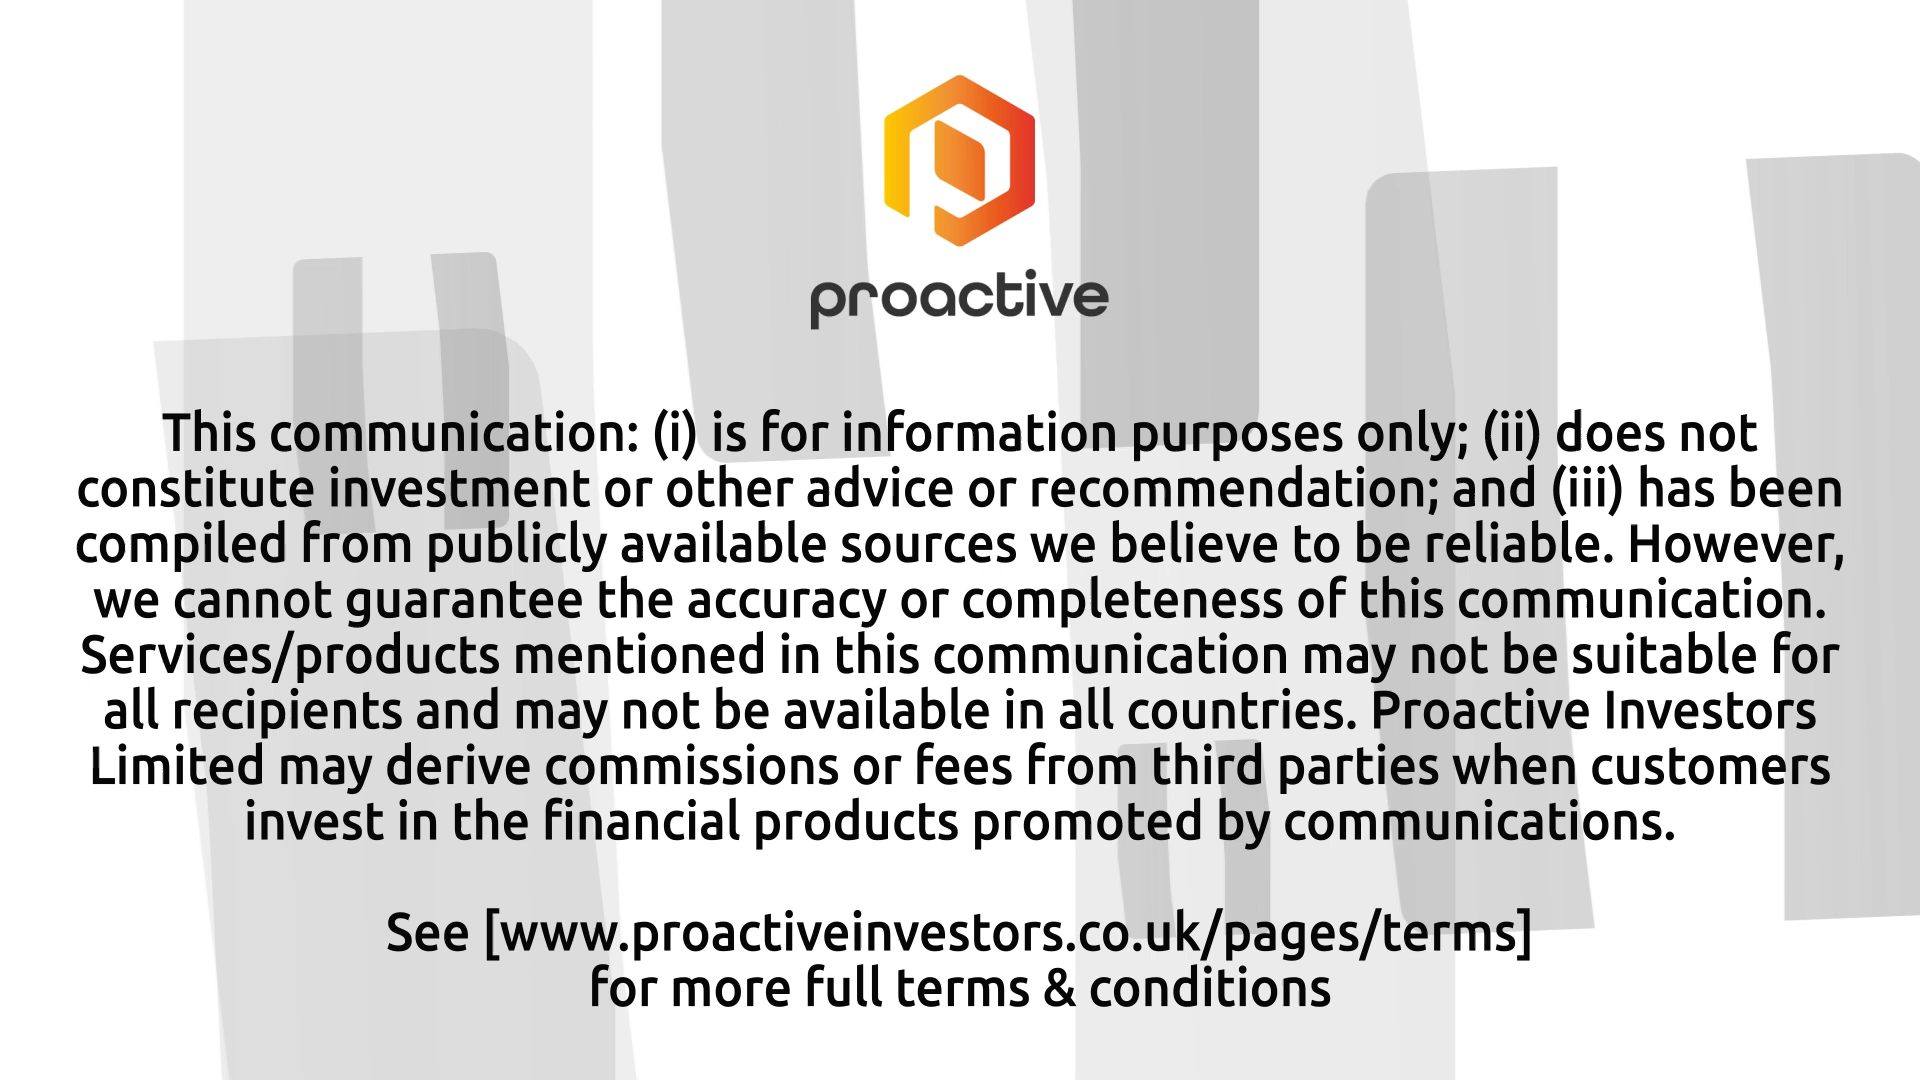 proactive
This communication: (i) is for information purposes only; (ii) does not
constitute investment or other advice or recommendation; and (iii) has been
compiled from publicly available sources we believe to be reliable. However,
we cannot guarantee the accuracy or completeness of this communication.
Services/products mentioned in this communication may not be suitable for
all recipients and may not be available in all countries. Proactive Investors
Limited may derive commissions or fees from third parties when customers
invest in the financial products promoted by communications.
See [www.proactiveinvestors.co.uk/pages/terms]
for more full terms & conditions